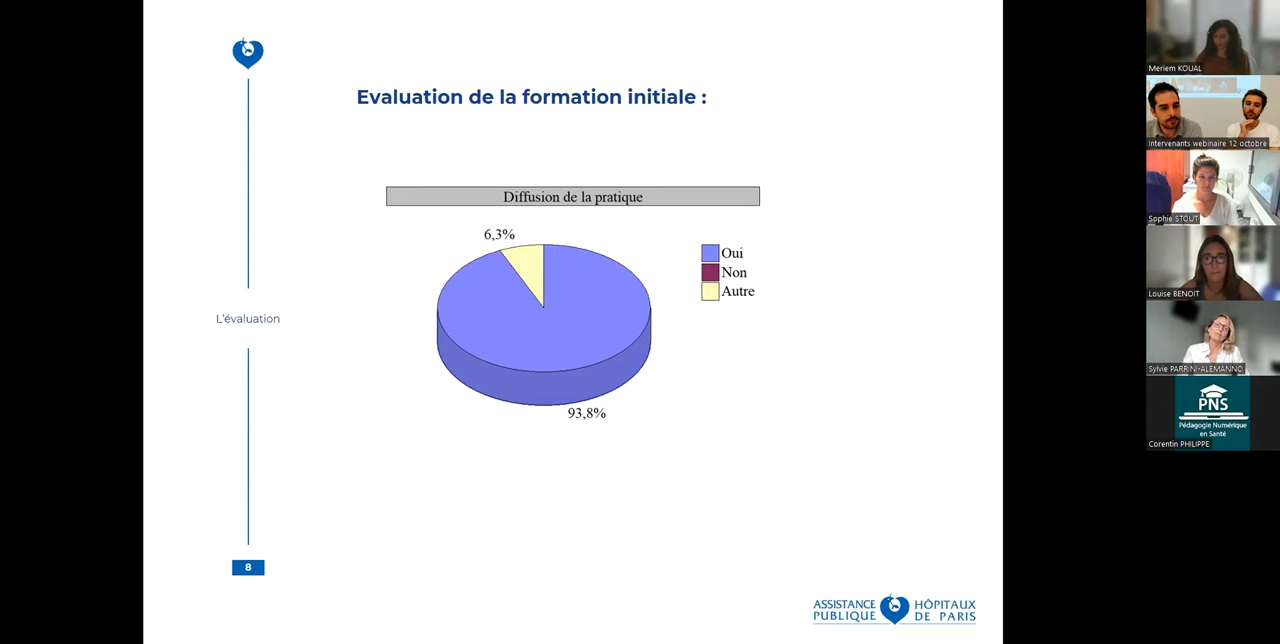 Evaluation de la formation initiale :
Diffusion de la pratique
6,3%
Oui
Non
Autre
93,8%
L'évaluation
8
ASSISTANCE
PUBLIQUE
HÔPITAUX
DE PARIS
Meriem KOUAL
Intervenants webinaire 12 octobre
Sophie STOUT
Louise BENOIT
Sylvie PARRINI-ALEMANNO
PNS
Pédagogie Numérique
en Santé
Corentin PHILIPPE